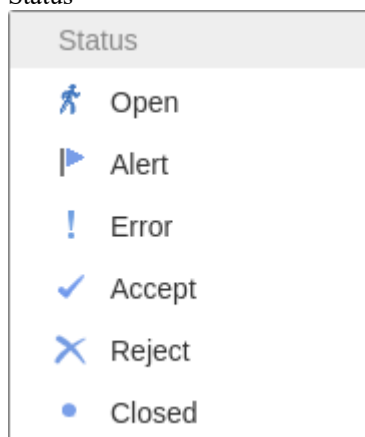 Status
Status
Open
Alert
Error
Accept
Reject
Closed